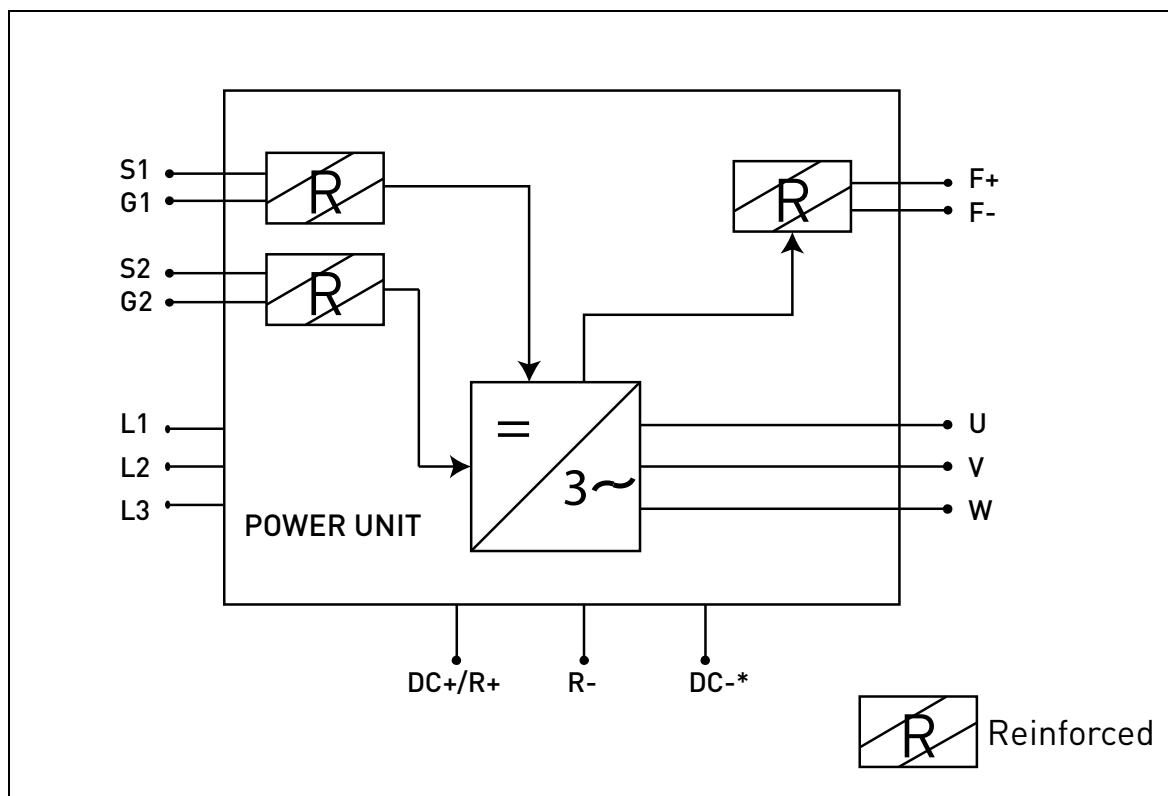 S1
G1
R
S2
G2
R
R
F+
F-
L1
L2
L3
POWER UNIT
=
3~
U
V
W
DC+/R+
R-
DC-*
R Reinforced